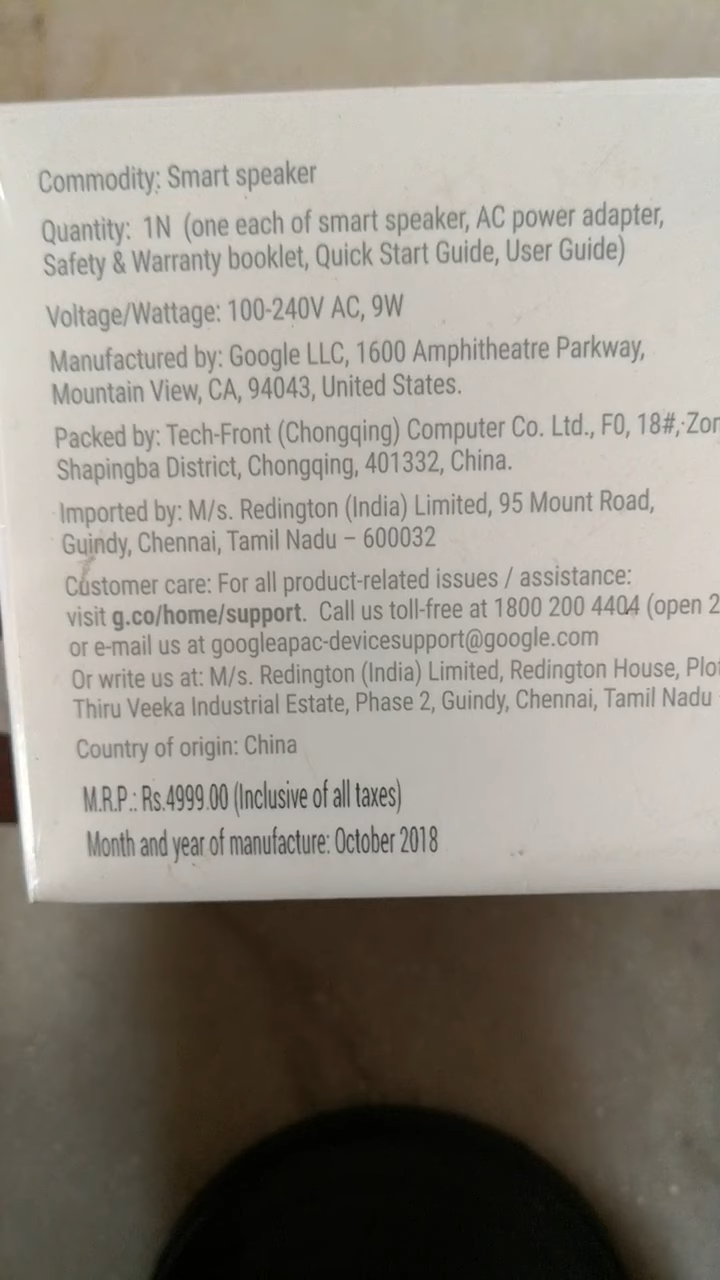 Commodity: Smart speaker
Quantity: 1N (one each of smart speaker, AC power adapter,
Safety & Warranty booklet, Quick Start Guide, User Guide)
Voltage/Wattage: 100-240V AC, 9W
Manufactured by: Google LLC, 1600 Amphitheatre Parkway,
Mountain View, CA, 94043, United States.
Packed by: Tech-Front (Chongqing) Computer Co. Ltd., F0, 18#,
Shapingba District, Chongqing, 401332, China.
Imported by: M/s. Redington (India) Limited, 95 Mount Road,
Guindy, Chennai, Tamil Nadu – 600032
Customer care: For all product-related issues / assistance:
visit g.co/home/support. Call us toll-free at 1800 200 4404 (open
or e-mail us at googleapac-devicesupport@google.com
Or write us at: M/s. Redington (India) Limited, Redington House,
Thiru Veeka Industrial Estate, Phase 2, Guindy, Chennai, Tamil Nadu
Country of origin: China
M.R.P.: Rs.4999.00 (Inclusive of all taxes)
Month and year of manufacture: October 2018